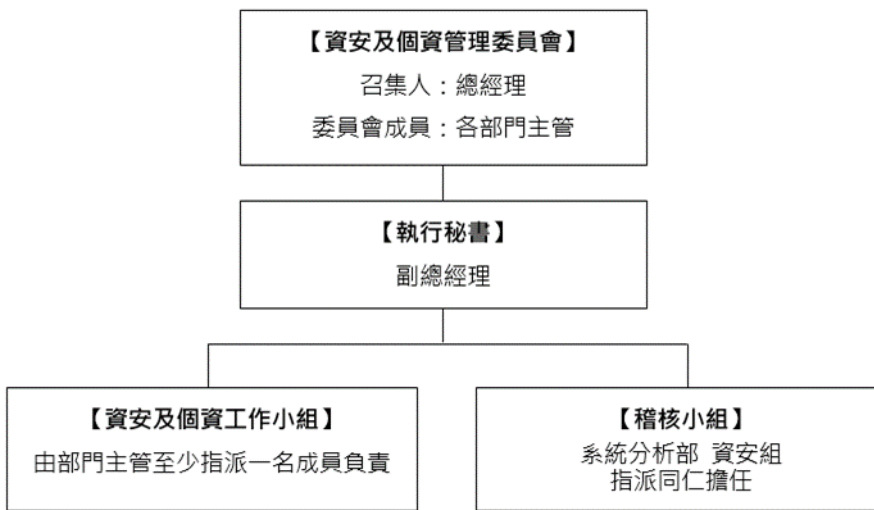 【資安及個資管理委員會】
召集人：總經理
委員會成員：各部門主管
【執行秘書】
副總經理
【資安及個資工作小組】
由部門主管至少指派一名成員負責
【稽核小組】
系統分析部 資安組
指派同仁擔任